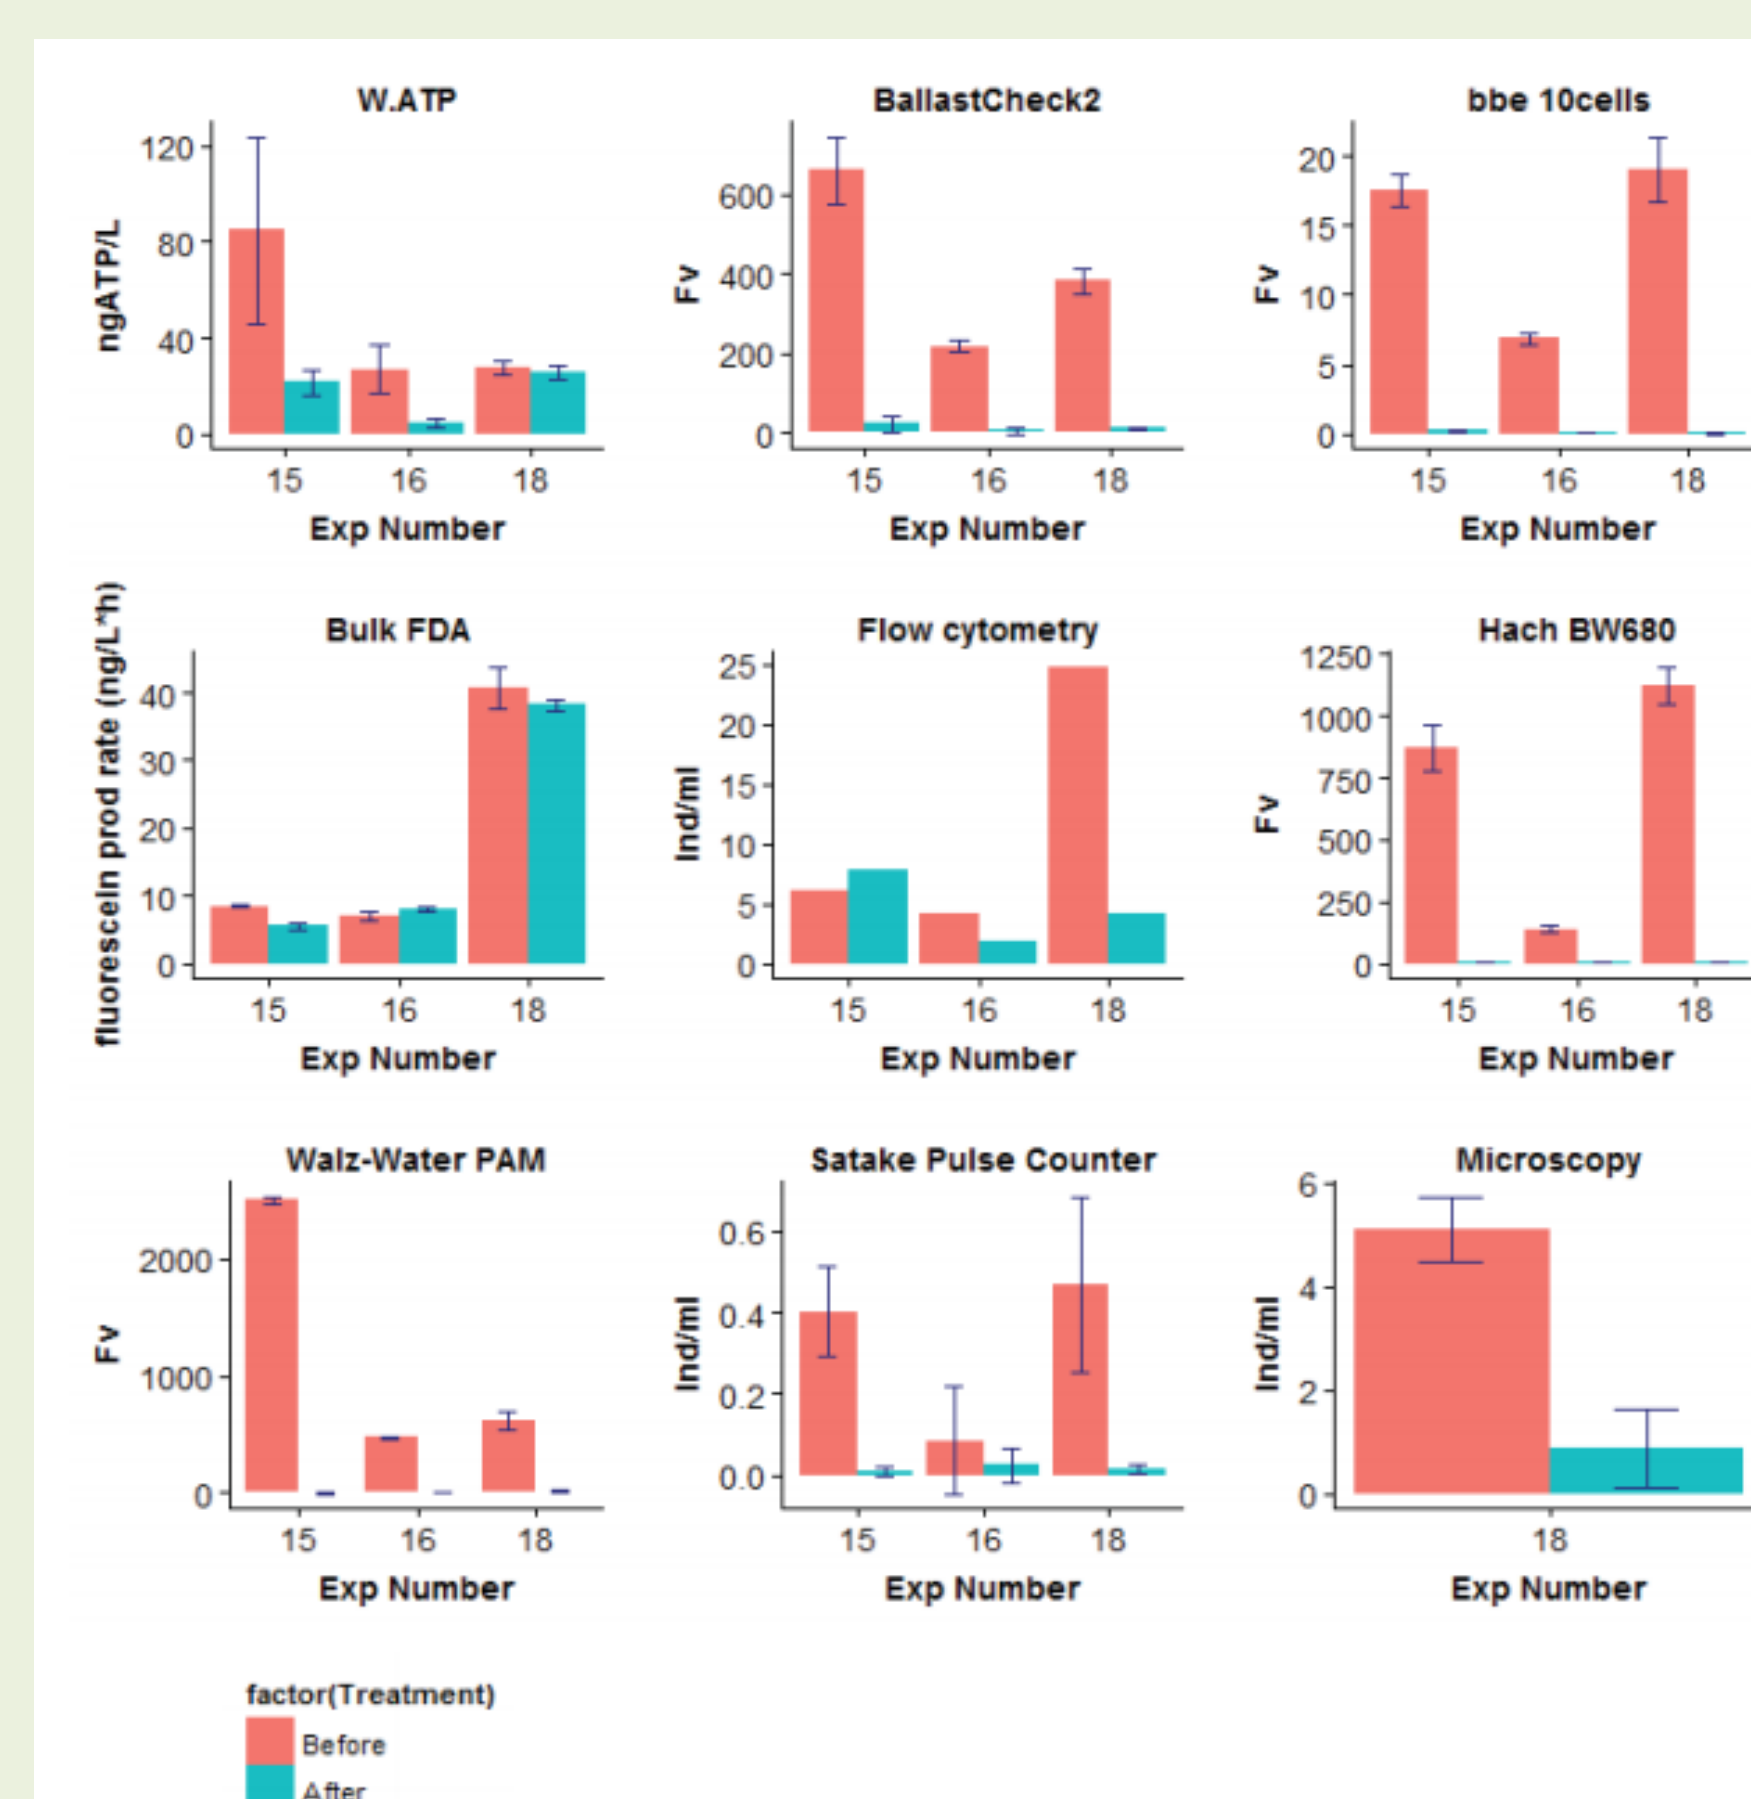 W.ATP
ngATP/L
120
80
40
0
15 16 18
Exp Number
BallastCheck2
Fv
600
400
200
0
15 16 18
Exp Number
bbe 10cells
Fv
20
15
10
5
0
15 16 18
Exp Number
Bulk FDA
fluorescein prod rate (ng/L*h)
40
30
20
10
0
15 16 18
Exp Number
Flow cytometry
Ind/ml
25
20
15
10
5
0
15 16 18
Exp Number
Hach BW680
Fv
1250
1000
750
500
250
0
15 16 18
Exp Number
Walz-Water PAM
Fv
2000
1000
0
15 16 18
Exp Number
Satake Pulse Counter
Ind/ml
0.6
0.4
0.2
0.0
15 16 18
Exp Number
Microscopy
Ind/ml
6
4
2
0
18
Exp Number
factor(Treatment)
Before
After